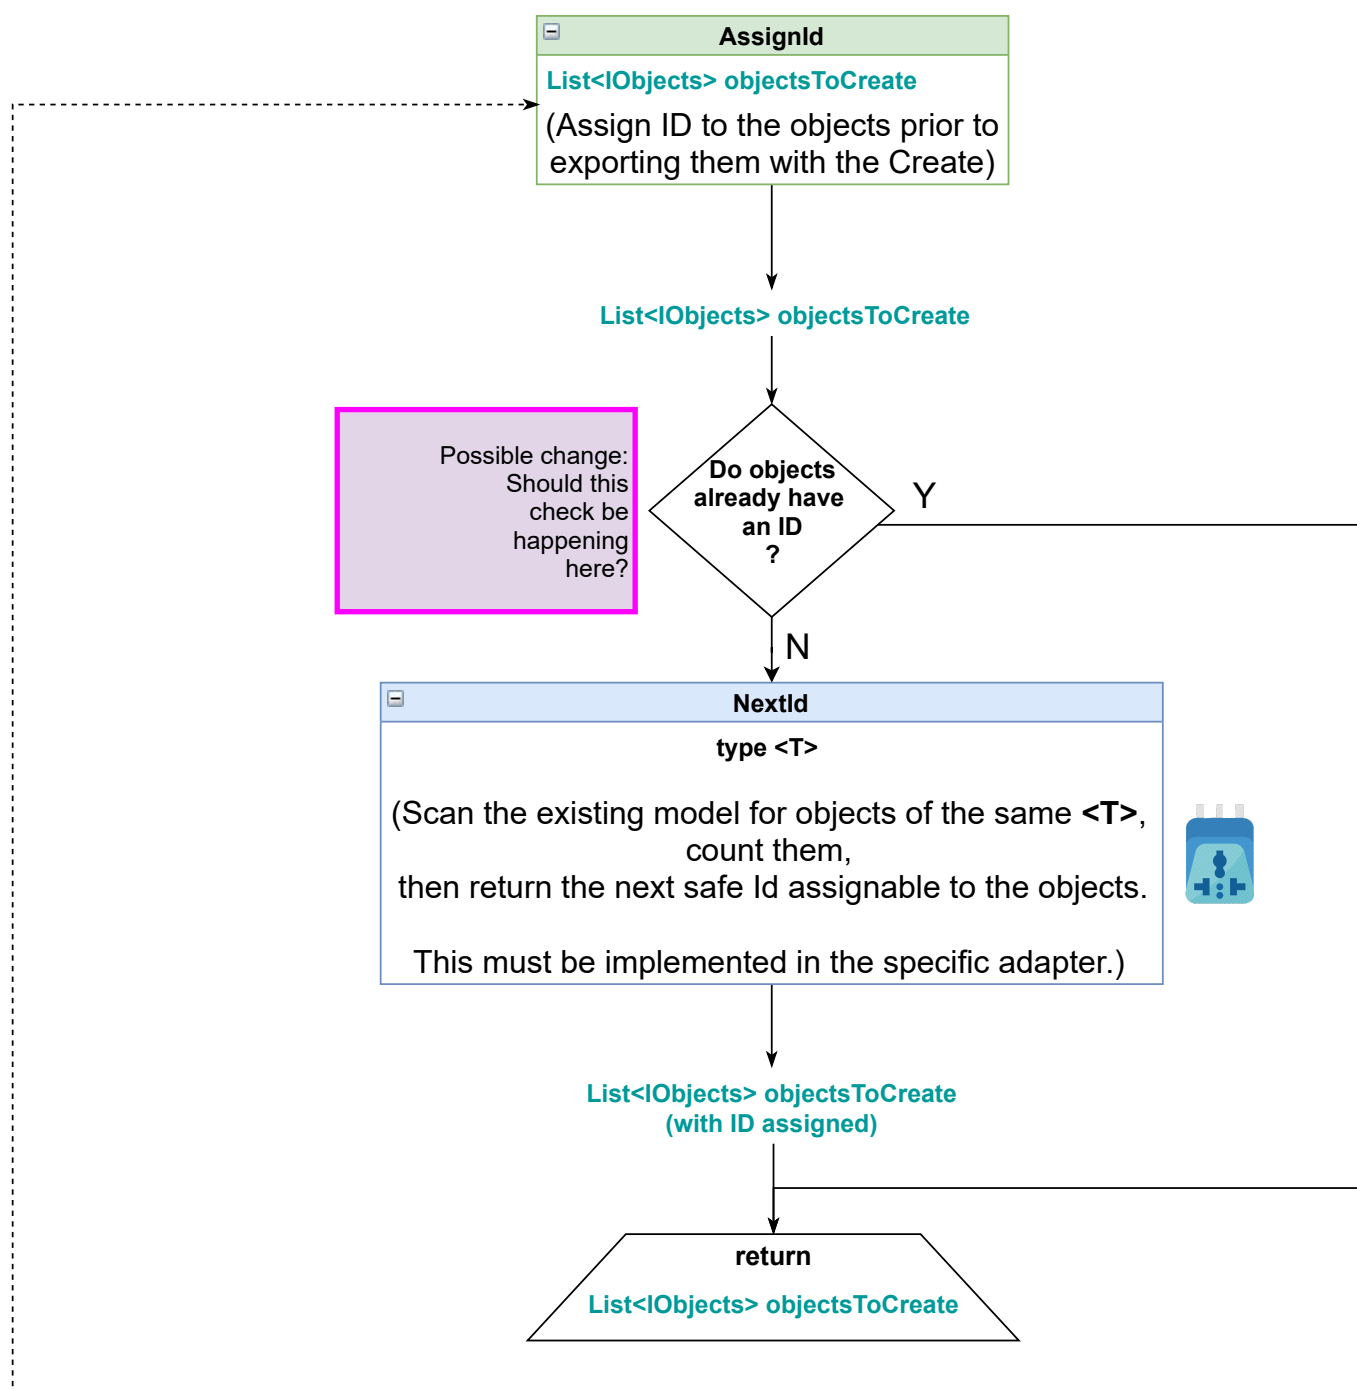 AssignId
List<IObjects> objectsToCreate
(Assign ID to the objects prior to
exporting them with the Create)
List<IObjects> objectsToCreate
Possible change:
Should this
check be
happening
here?
Do objects
already have
an ID
?
Y
N
NextId
type <T>
(Scan the existing model for objects of the same <T>,
count them,
then return the next safe Id assignable to the objects.
This must be implemented in the specific adapter.)
List<IObjects> objectsToCreate
(with ID assigned)
return
List<IObjects> objectsToCreate